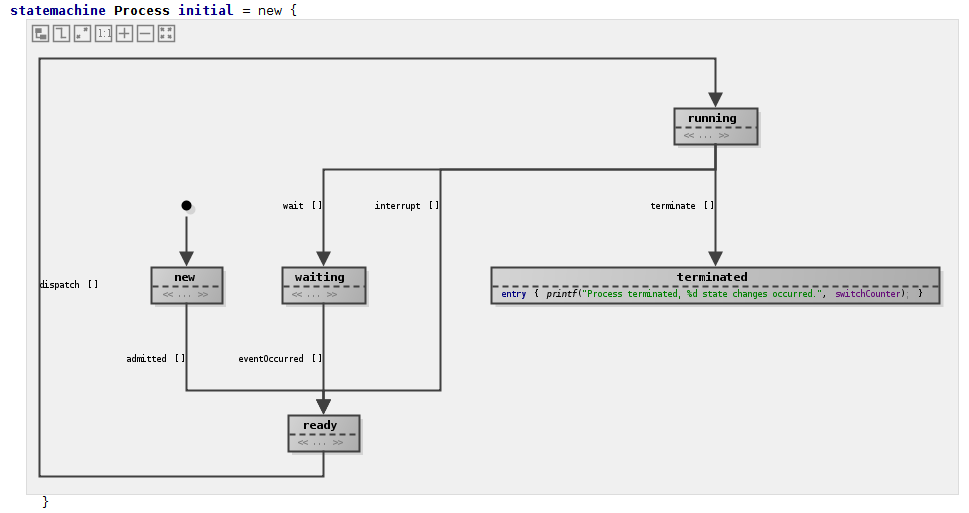 statemachine Process initial = new {
1:1
running
<< ... >>
wait []
interrupt []
terminate []
new
<< ... >>
waiting
<< ... >>
terminated
entry { printf("Process terminated, %d state changes occurred.", switchCounter); }
dispatch []
admitted []
eventOccurred []
ready
<< ... >>
}